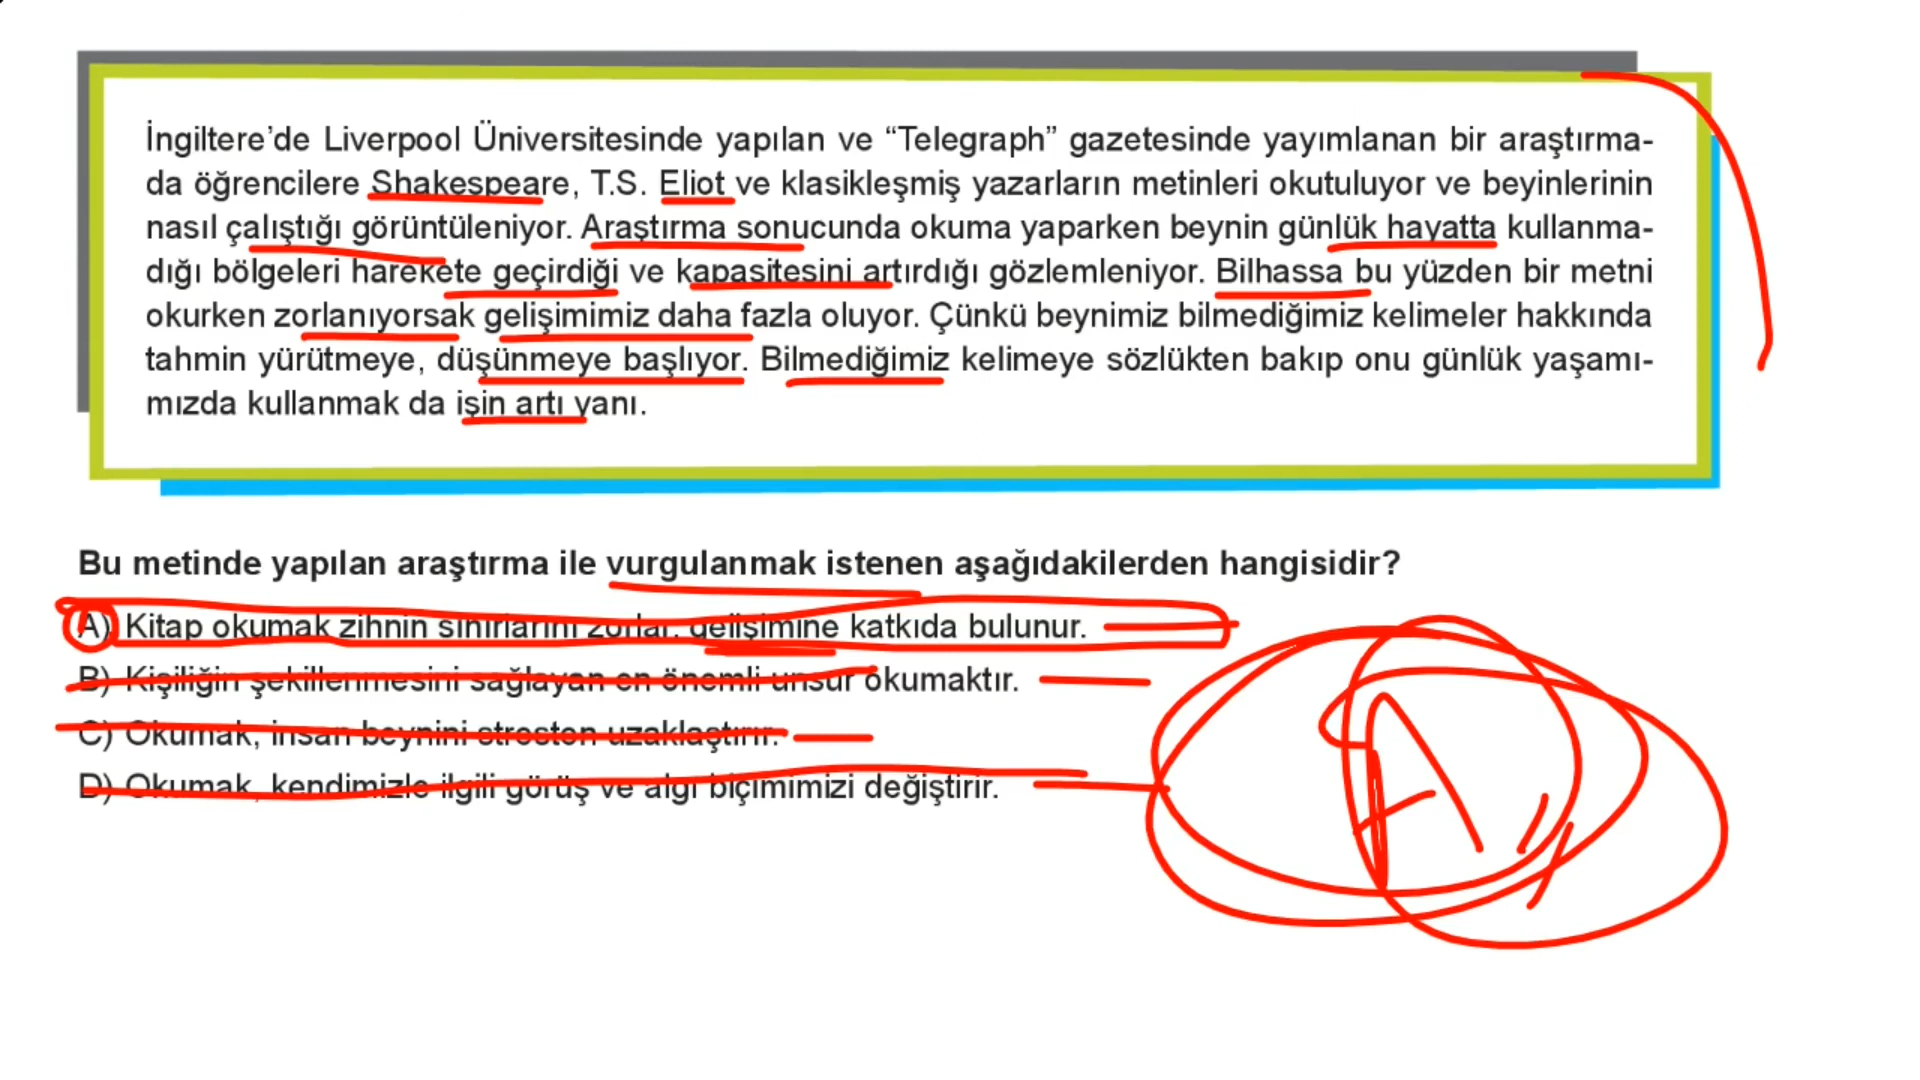 İngiltere’de Liverpool Üniversitesinde yapılan ve “Telegraph” gazetesinde yayımlanan bir araştırma-
da öğrencilere Shakespeare, T.S. Eliot ve klasikleşmiş yazarların metinleri okutuluyor ve beyinlerinin
nasıl çalıştığı görüntüleniyor. Araştırma sonucunda okuma yaparken beynin günlük hayatta kullanma-
dığı bölgeleri harekete geçirdiği ve kapasitesini artırdığı gözlemleniyor. Bilhassa bu yüzden bir metni
okurken zorlanıyorsak gelişimimiz daha fazla oluyor. Çünkü beynimiz bilmediğimiz kelimeler hakkında
tahmin yürütmeye, düşünmeye başlıyor. Bilmediğimiz kelimeye sözlükten bakıp onu günlük yaşamı-
mızda kullanmak da işin artı yanı.
Bu metinde yapılan araştırma ile vurgulanmak istenen aşağıdakilerden hangisidir?
A) Kitap okumak zihnin sınırlarını zorlar, gelişimine katkıda bulunur.
B) Kişiliğin şekillenmesini sağlayan en önemli unsur okumaktır.
C) Okumak, insan beynini stresten uzaklaştırır.
D) Okumak, kendimizle ilgili görüş ve algı biçimimizi değiştirir.
A